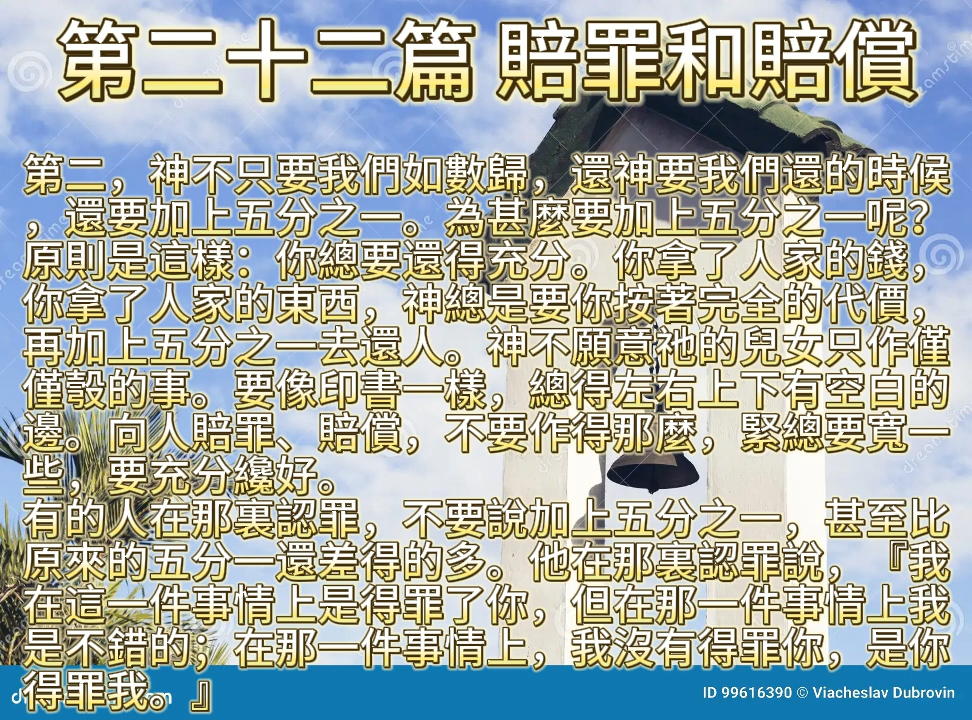 第二十二篇 賠罪和賠償
第二，神不只要我們如數歸，還神要我們還的時候
，還要加上五分之一。為甚麼要加上五分之一呢？
原則是這樣：你總要還得充分。你拿了人家的錢，
你拿了人家的東西，神總是要你按著完全的代價，
再加上五分之一去還人。神不願意祂的兒女只作僅
僅彀的事。要像印書一樣，總得左右上下有空白的
邊。向人賠罪、賠償，不要作得那麼，緊總要寬一
些，要充分纔好。
有的人在那裏認罪，不要說加上五分之一，甚至比
原來的五分一還差得的多。他在那裏認罪說，『我
在這一件事情上是得罪了你，但在那一件事情上我
是不錯的；在那一件事情上，我沒有得罪你，是你
得罪我。』
ID 99616390 © Viacheslav Dubrovin